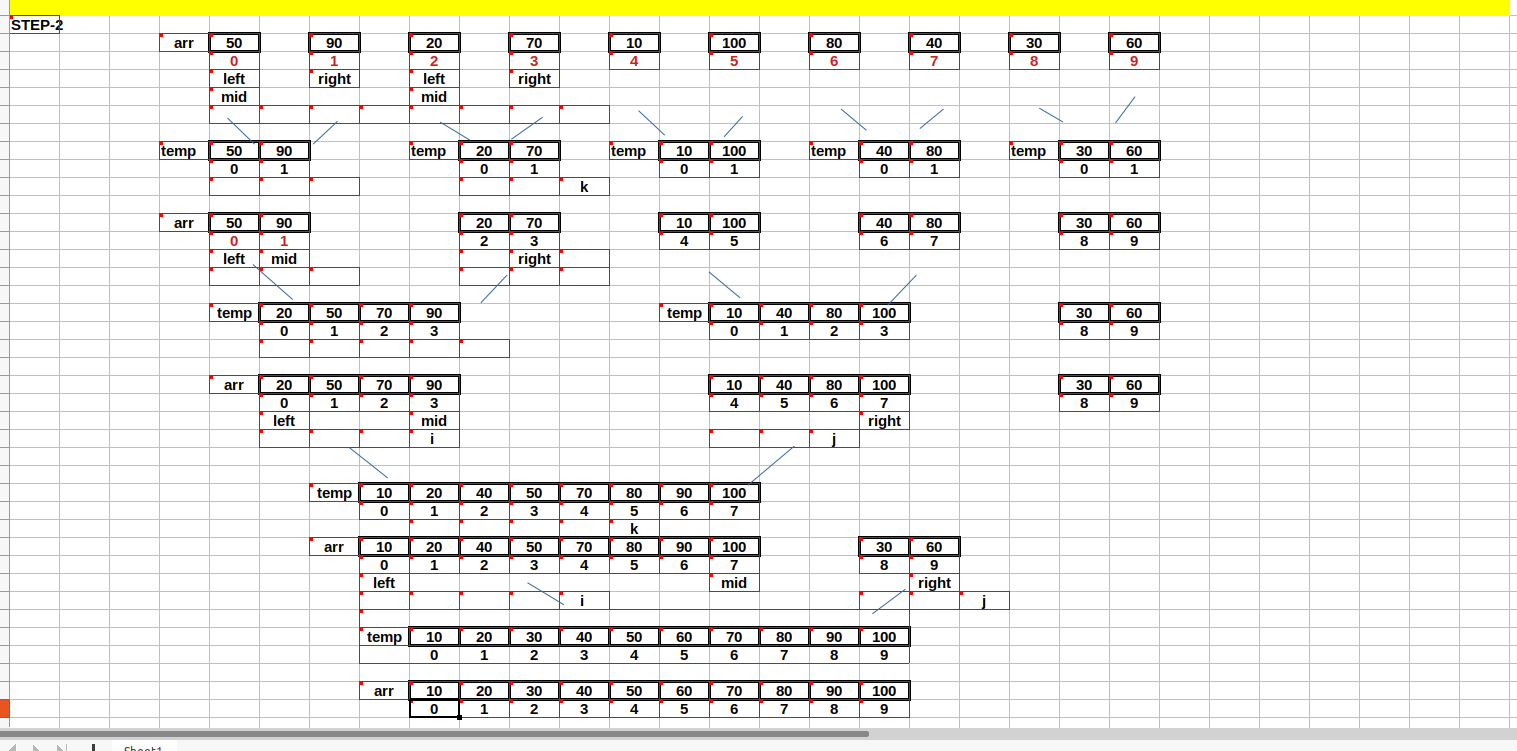 STEP-2
arr 50 90 20 70 10 100 80 40 30 60
0 1 2 3 4 5 6 7 8 9
left right left right
mid mid
temp 50 90 temp 20 70 temp 10 100 temp 40 80 temp 30 60
0 1 0 1 0 1 0 1 0 1
k
arr 50 90 20 70 10 100 40 80 30 60
0 1 2 3 4 5 6 7 8 9
left mid right
temp 20 50 70 90 temp 10 40 80 100 30 60
0 1 2 3 0 1 2 3 8 9
arr 20 50 70 90 10 40 80 100 30 60
0 1 2 3 4 5 6 7 8 9
left mid right
i j
temp 10 20 40 50 70 80 90 100
0 1 2 3 4 5 6 7
k
arr 10 20 40 50 70 80 90 100 30 60
0 1 2 3 4 5 6 7 8 9
left mid right
i j
temp 10 20 30 40 50 60 70 80 90 100
0 1 2 3 4 5 6 7 8 9
arr 10 20 30 40 50 60 70 80 90 100
0 1 2 3 4 5 6 7 8 9
Sheet1